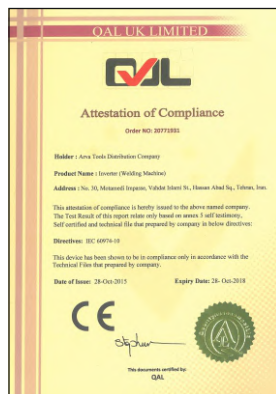 QAL UK LIMITED
QAL
Attestation of Compliance
Order NO: 20771931
Holder : Arva Tools Distribution Company
Product Name : Inverter (Welding Machine)
Address : No. 30, Motamedi Impasse, Vahdat Islami St., Hassan Abad Sq., Tehran, Iran.
This attestation of compliance is hereby issued to the above named company.
The Test Result of this report relate only based on annex 3 self testimony,
Self certified and technical file that prepared by company in below directives:
Directives: IEC 60974-10
This device has been shown to be in compliance only in accordance with the
Technical Files that prepared by company.
Date of Issue: 28-Oct-2015 Expiry Date: 28- Oct-2018
CE
Stephen
This documents certified by:
QAL